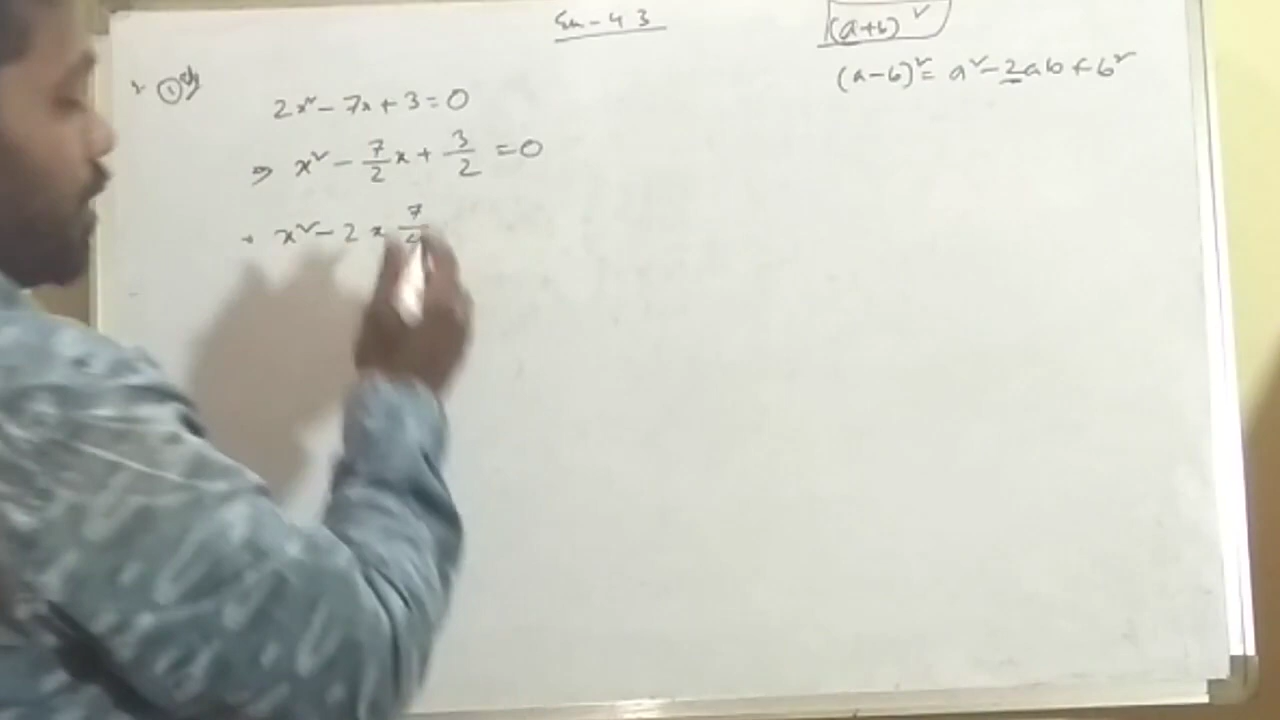 Ex - 4.3
(a+b)²
(a-b)² = a² - 2ab + b²
①
2x² - 7x + 3 = 0
⇒ x² - 7/2 x + 3/2 = 0
x² - 2 × 7/4